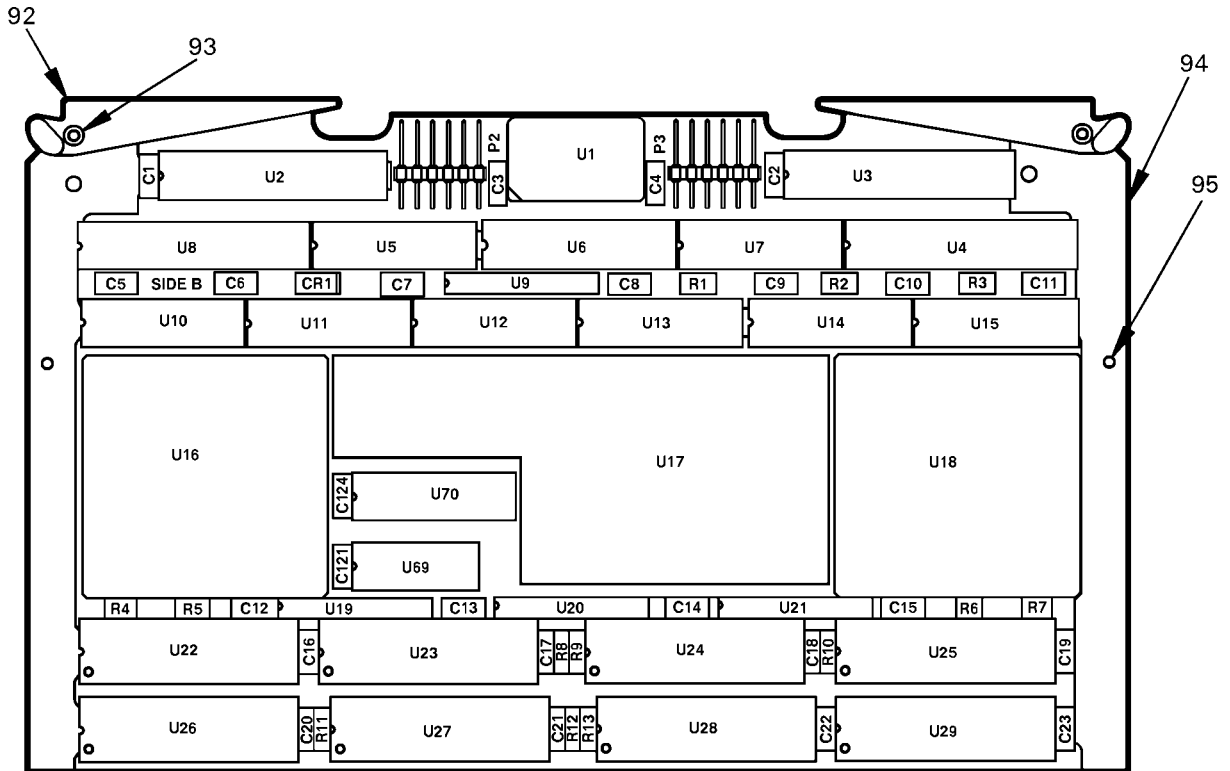 92
93
94
95
C1 U2 P2 C3 U1 C4 P3 C2 U3
U8 U5 U6 U7 U4
C5 SIDE B C6 CR1 C7 U9 C8 R1 C9 R2 C10 R3 C11
U10 U11 U12 U13 U14 U15
U16 U17 U18
C124 U70
C121 U69
R4 R5 C12 U19 C13 U20 C14 U21 C15 R6 R7
U22 C16 U23 C17 R8 R9 U24 C18 R10 U25 C19
U26 C20 R11 U27 C21 R12 R13 U28 C22 U29 C23